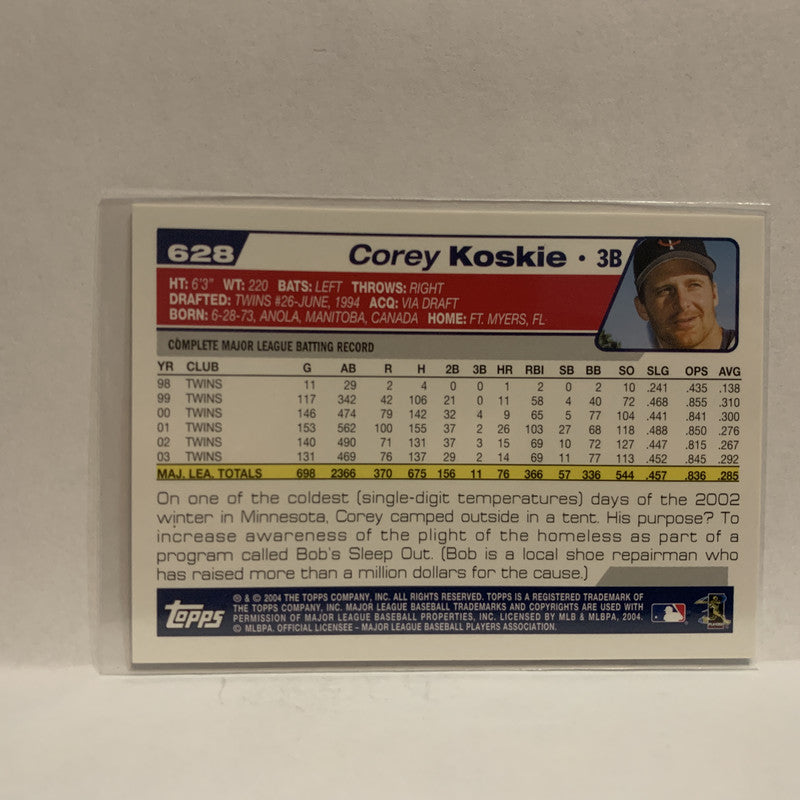 628 Corey Koskie • 3B
HT: 6'3" WT: 220 BATS: LEFT THROWS: RIGHT
DRAFTED: TWINS #26-JUNE, 1994 ACQ: VIA DRAFT
BORN: 6-28-73, ANOLA, MANITOBA, CANADA HOME: FT. MYERS, FL
COMPLETE MAJOR LEAGUE BATTING RECORD
YR CLUB G AB R H 2B 3B HR RBI SB BB SO SLG OPS AVG
98 TWINS 11 29 2 4 0 0 1 2 0 2 10 .241 .435 .138
99 TWINS 117 342 42 106 21 0 11 58 4 40 72 .468 .855 .310
00 TWINS 146 474 79 142 32 4 9 65 5 77 104 .441 .841 .300
01 TWINS 153 562 100 155 37 2 26 103 27 68 118 .488 .850 .276
02 TWINS 140 490 71 131 37 3 15 69 10 72 127 .447 .815 .267
03 TWINS 131 469 76 137 29 2 14 69 11 77 113 .452 .845 .292
MAJ. LEA. TOTALS 698 2366 370 675 156 11 76 366 57 336 544 .457 .836 .285
On one of the coldest (single-digit temperatures) days of the 2002
winter in Minnesota, Corey camped outside in a tent. His purpose? To
increase awareness of the plight of the homeless as part of a
program called Bob's Sleep Out. (Bob is a local shoe repairman who
has raised more than a million dollars for the cause.)
topps
® & © 2004 THE TOPPS COMPANY, INC. ALL RIGHTS RESERVED. TOPPS IS A REGISTERED TRADEMARK OF
THE TOPPS COMPANY, INC. MAJOR LEAGUE BASEBALL TRADEMARKS AND COPYRIGHTS ARE USED WITH
PERMISSION OF MAJOR LEAGUE BASEBALL PROPERTIES, INC. LICENSED BY MLB & MLBPA, 2004.
© MLBPA. OFFICIAL LICENSEE - MAJOR LEAGUE BASEBALL PLAYERS ASSOCIATION.